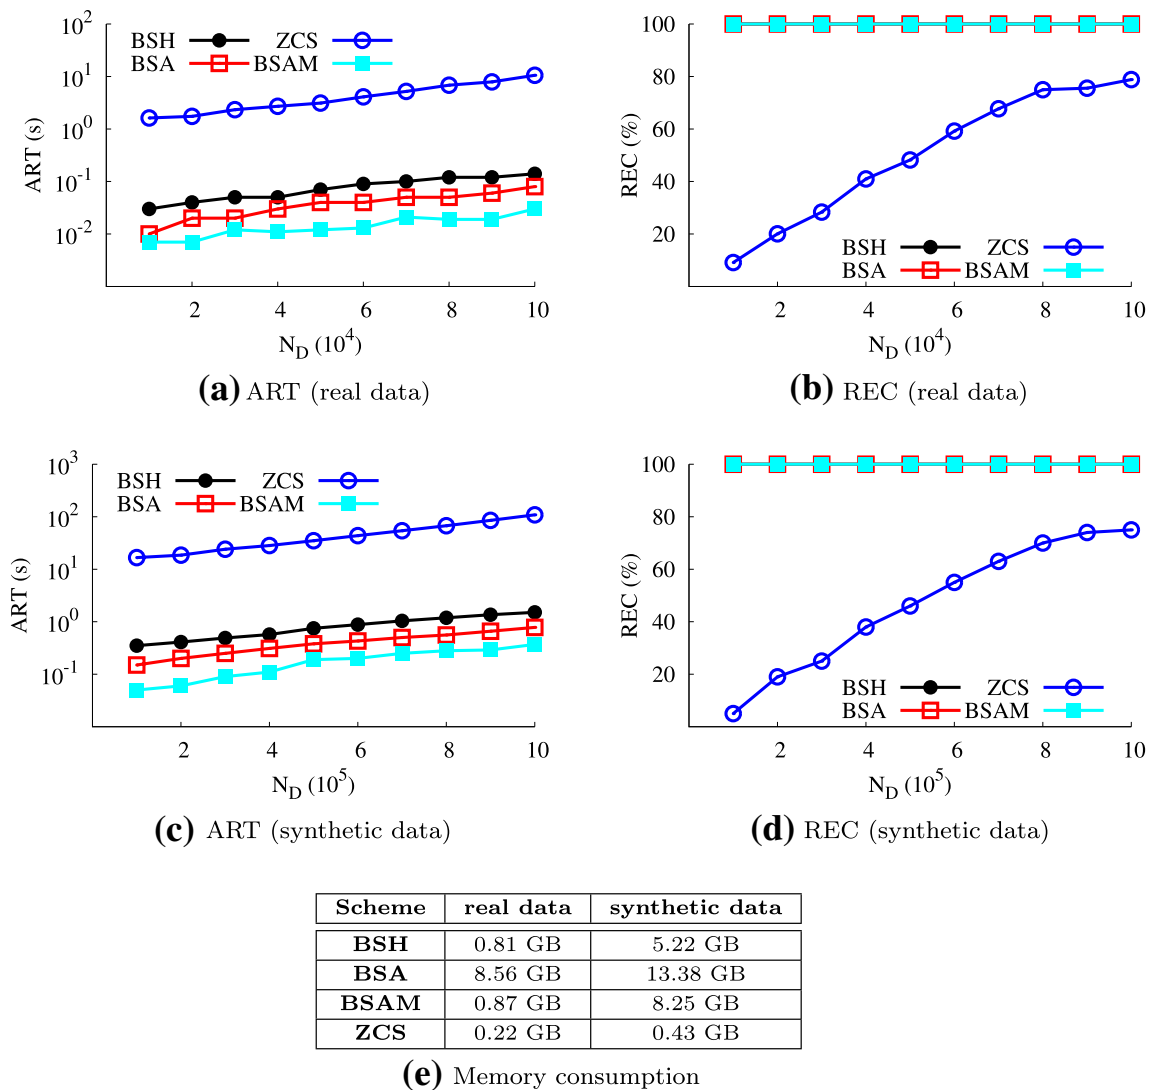 10^2
10^1
10^0
10^-1
10^-2
ART (s)
BSH
ZCS
BSA
BSAM
2
4
6
8
10
N_D (10^4)
(a) ART (real data)
100
80
60
40
20
REC (%)
BSH
ZCS
BSA
BSAM
2
4
6
8
10
N_D (10^4)
(b) REC (real data)
10^3
10^2
10^1
10^0
10^-1
ART (s)
BSH
ZCS
BSA
BSAM
2
4
6
8
10
N_D (10^5)
(c) ART (synthetic data)
100
80
60
40
20
REC (%)
BSH
ZCS
BSA
BSAM
2
4
6
8
10
N_D (10^5)
(d) REC (synthetic data)
Scheme real data synthetic data
BSH 0.81 GB 5.22 GB
BSA 8.56 GB 13.38 GB
BSAM 0.87 GB 8.25 GB
ZCS 0.22 GB 0.43 GB
(e) Memory consumption